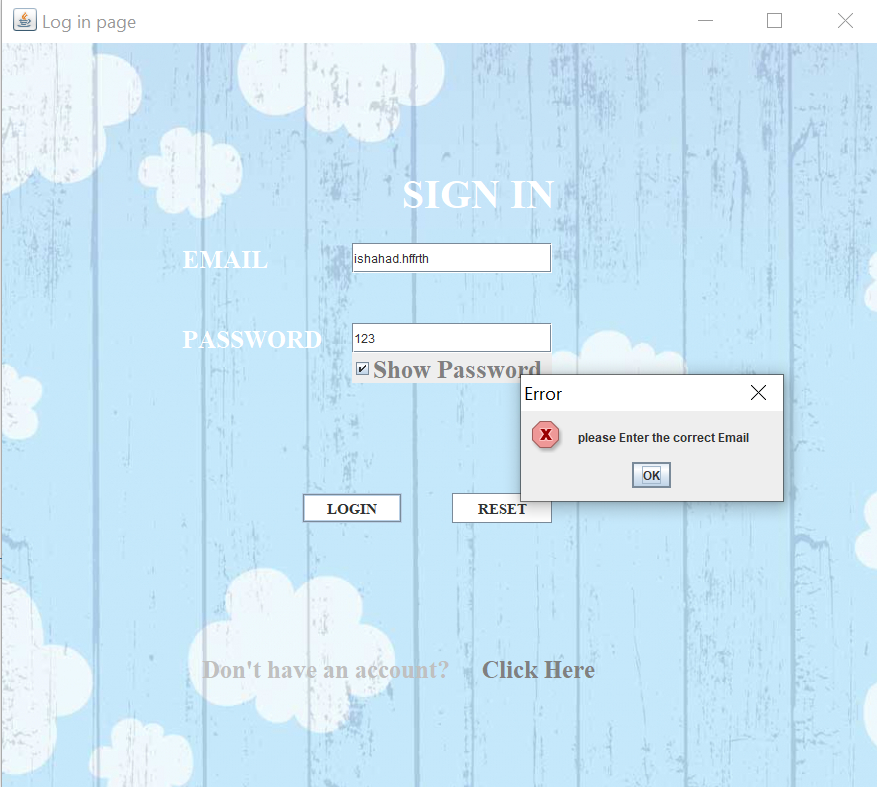 Log in page
SIGN IN
EMAIL
ishahad.hffrth
PASSWORD
123
Show Password
Error
please Enter the correct Email
OK
LOGIN
RESET
Don't have an account? Click Here